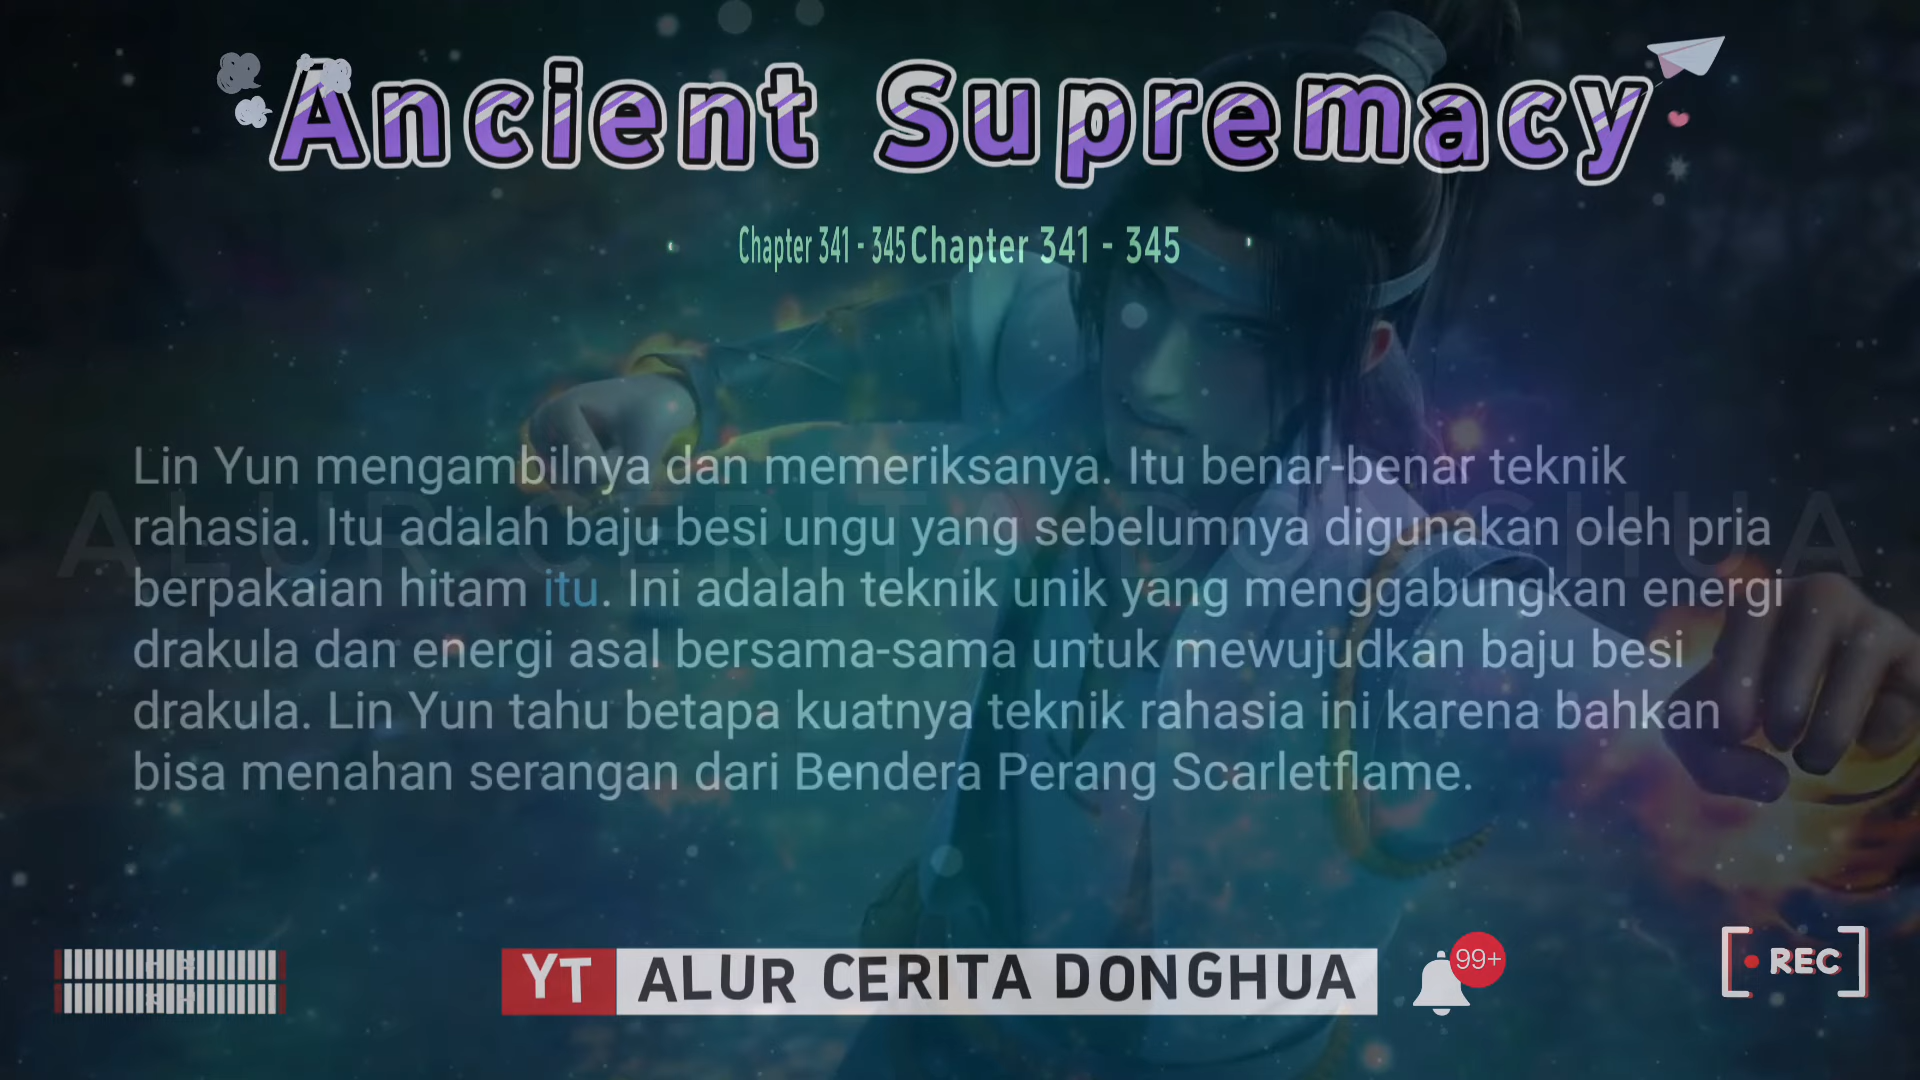 Ancient Supremacy
Chapter 341 - 345 Chapter 341 - 345
Lin Yun mengambilnya dan memeriksanya. Itu benar-benar teknik
rahasia. Itu adalah baju besi ungu yang sebelumnya digunakan oleh pria
berpakaian hitam itu. Ini adalah teknik unik yang menggabungkan energi
drakula dan energi asal bersama-sama untuk mewujudkan baju besi
drakula. Lin Yun tahu betapa kuatnya teknik rahasia ini karena bahkan
bisa menahan serangan dari Bendera Perang Scarletflame.
ALUR CERITA DONGHUA
YT ALUR CERITA DONGHUA
99+
REC